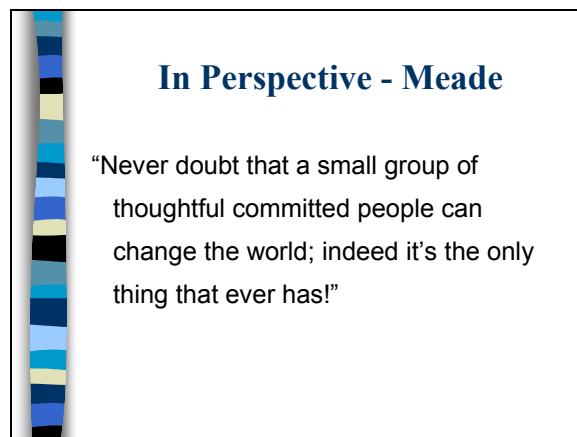 In Perspective - Meade
“Never doubt that a small group of
thoughtful committed people can
change the world; indeed it’s the only
thing that ever has!”